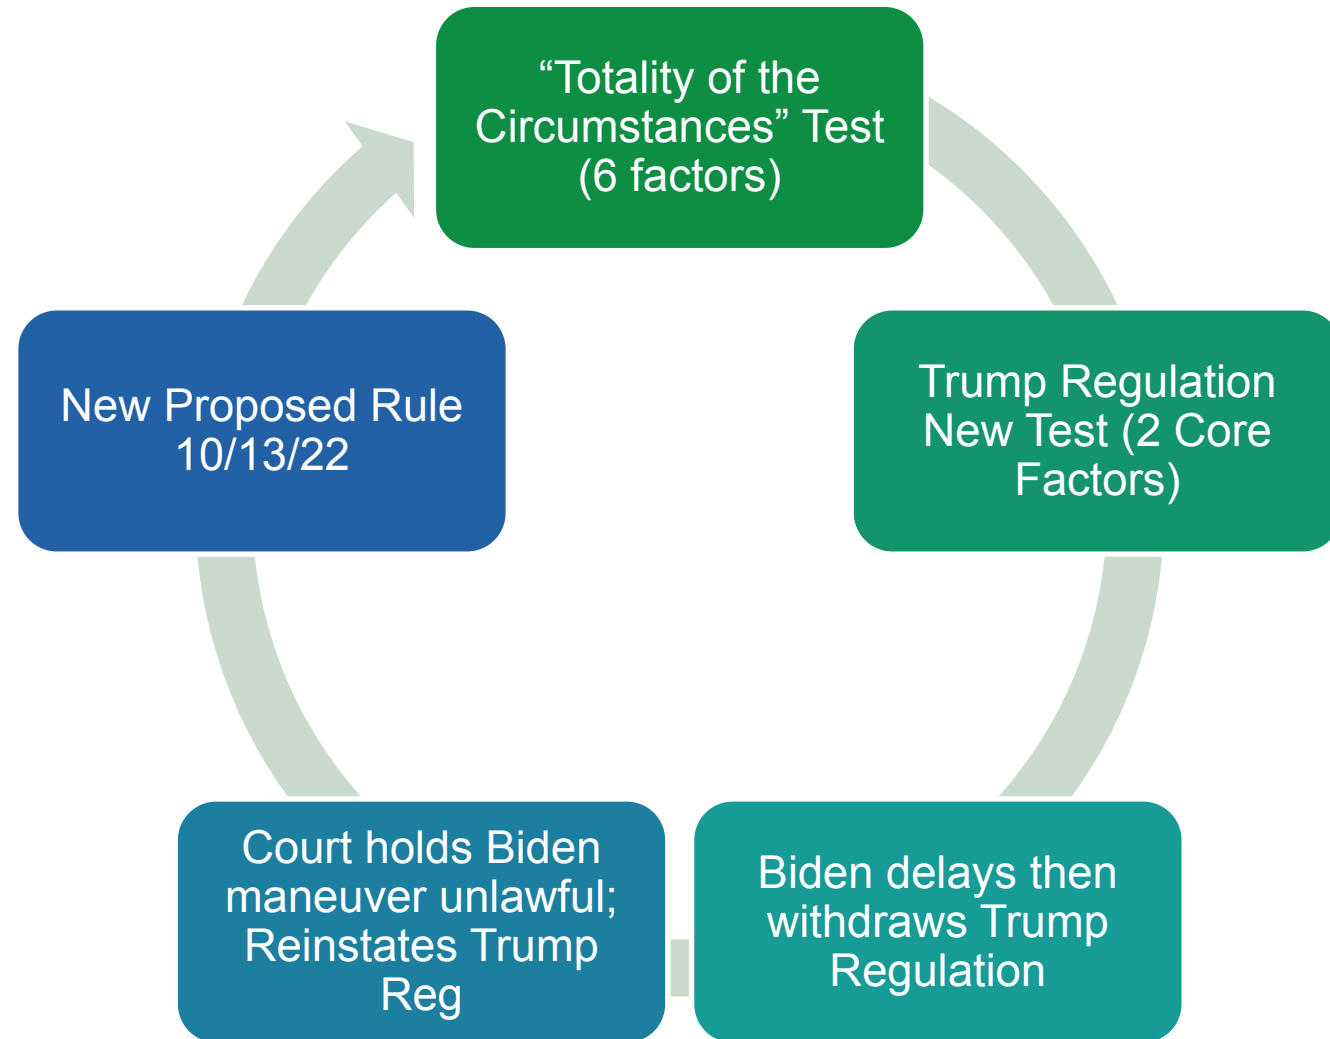 “Totality of the
Circumstances” Test
(6 factors)
Trump Regulation
New Test (2 Core
Factors)
Biden delays then
withdraws Trump
Regulation
Court holds Biden
maneuver unlawful;
Reinstates Trump
Reg
New Proposed Rule
10/13/22